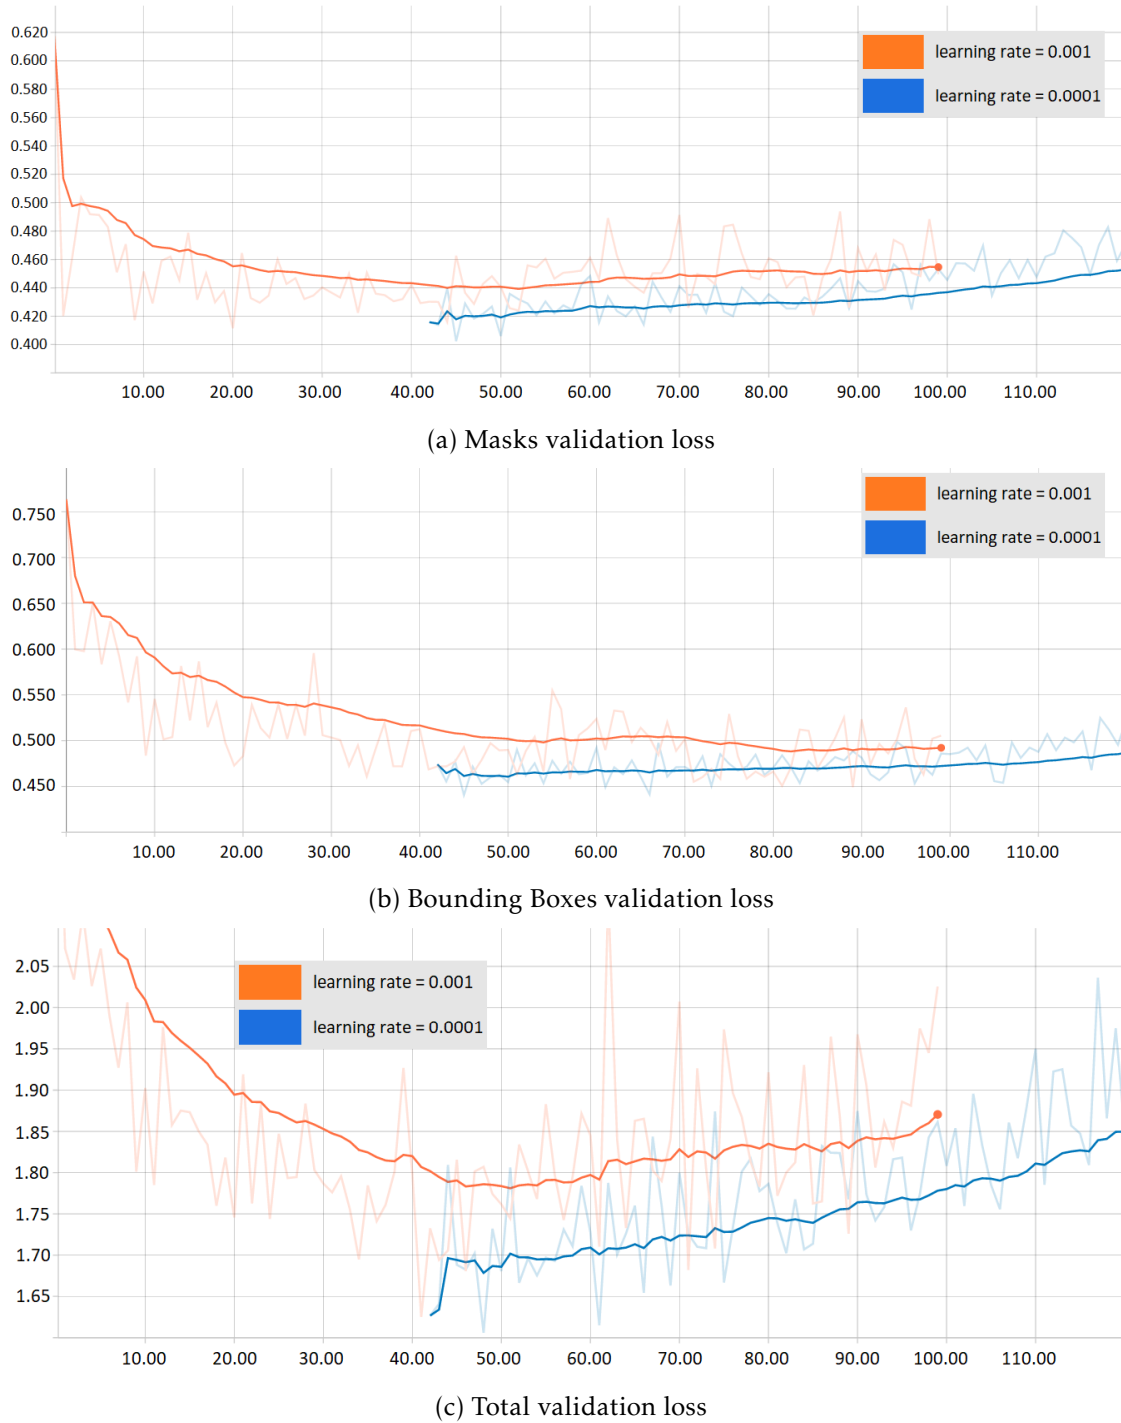 0.620
0.600
0.580
0.560
0.540
0.520
0.500
0.480
0.460
0.440
0.420
0.400
learning rate = 0.001
learning rate = 0.0001
10.00 20.00 30.00 40.00 50.00 60.00 70.00 80.00 90.00 100.00 110.00
(a) Masks validation loss
0.750
0.700
0.650
0.600
0.550
0.500
0.450
learning rate = 0.001
learning rate = 0.0001
10.00 20.00 30.00 40.00 50.00 60.00 70.00 80.00 90.00 100.00 110.00
(b) Bounding Boxes validation loss
2.05
2.00
1.95
1.90
1.85
1.80
1.75
1.70
1.65
learning rate = 0.001
learning rate = 0.0001
10.00 20.00 30.00 40.00 50.00 60.00 70.00 80.00 90.00 100.00 110.00
(c) Total validation loss